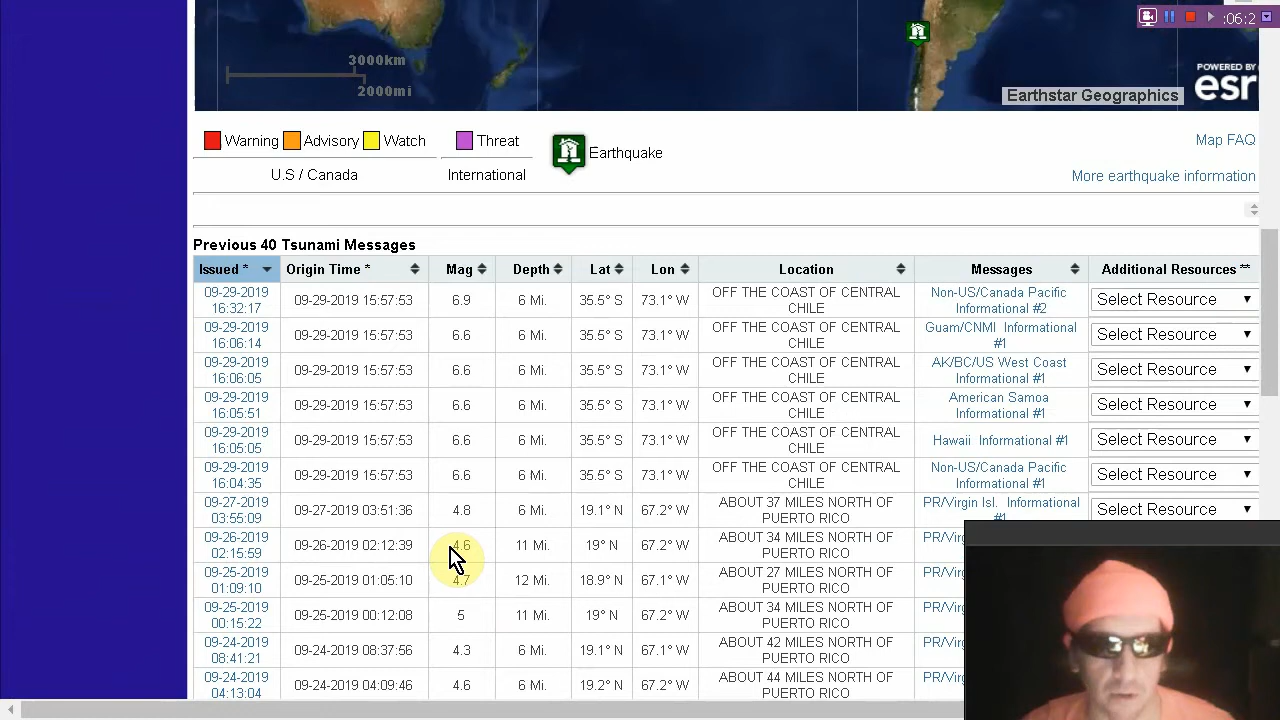 :06:2
3000km
2000mi
POWERED BY
esr
Earthstar Geographics
Warning Advisory Watch Threat Earthquake
Map FAQ
U.S / Canada International
More earthquake information
Previous 40 Tsunami Messages
Issued * Origin Time * Mag Depth Lat Lon Location Messages Additional Resources **
09-29-2019 16:32:17 09-29-2019 15:57:53 6.9 6 Mi. 35.5° S 73.1° W OFF THE COAST OF CENTRAL CHILE Non-US/Canada Pacific Informational #2 Select Resource
09-29-2019 16:06:14 09-29-2019 15:57:53 6.6 6 Mi. 35.5° S 73.1° W OFF THE COAST OF CENTRAL CHILE Guam/CNMI Informational #1 Select Resource
09-29-2019 16:06:05 09-29-2019 15:57:53 6.6 6 Mi. 35.5° S 73.1° W OFF THE COAST OF CENTRAL CHILE AK/BC/US West Coast Informational #1 Select Resource
09-29-2019 16:05:51 09-29-2019 15:57:53 6.6 6 Mi. 35.5° S 73.1° W OFF THE COAST OF CENTRAL CHILE American Samoa Informational #1 Select Resource
09-29-2019 16:05:05 09-29-2019 15:57:53 6.6 6 Mi. 35.5° S 73.1° W OFF THE COAST OF CENTRAL CHILE Hawaii Informational #1 Select Resource
09-29-2019 16:04:35 09-29-2019 15:57:53 6.6 6 Mi. 35.5° S 73.1° W OFF THE COAST OF CENTRAL CHILE Non-US/Canada Pacific Informational #1 Select Resource
09-27-2019 03:55:09 09-27-2019 03:51:36 4.8 6 Mi. 19.1° N 67.2° W ABOUT 37 MILES NORTH OF PUERTO RICO PR/Virgin Isl. Informational #1 Select Resource
09-26-2019 02:15:59 09-26-2019 02:12:39 4.6 11 Mi. 19° N 67.2° W ABOUT 34 MILES NORTH OF PUERTO RICO PR/Virg
09-25-2019 01:09:10 09-25-2019 01:05:10 4.7 12 Mi. 18.9° N 67.1° W ABOUT 27 MILES NORTH OF PUERTO RICO PR/Virg
09-25-2019 00:15:22 09-25-2019 00:12:08 5 11 Mi. 19° N 67.2° W ABOUT 34 MILES NORTH OF PUERTO RICO PR/Virg
09-24-2019 08:41:21 09-24-2019 08:37:56 4.3 6 Mi. 19.1° N 67.2° W ABOUT 42 MILES NORTH OF PUERTO RICO PR/Virg
09-24-2019 04:13:04 09-24-2019 04:09:46 4.6 6 Mi. 19.2° N 67.2° W ABOUT 44 MILES NORTH OF PUERTO RICO PR/Virg